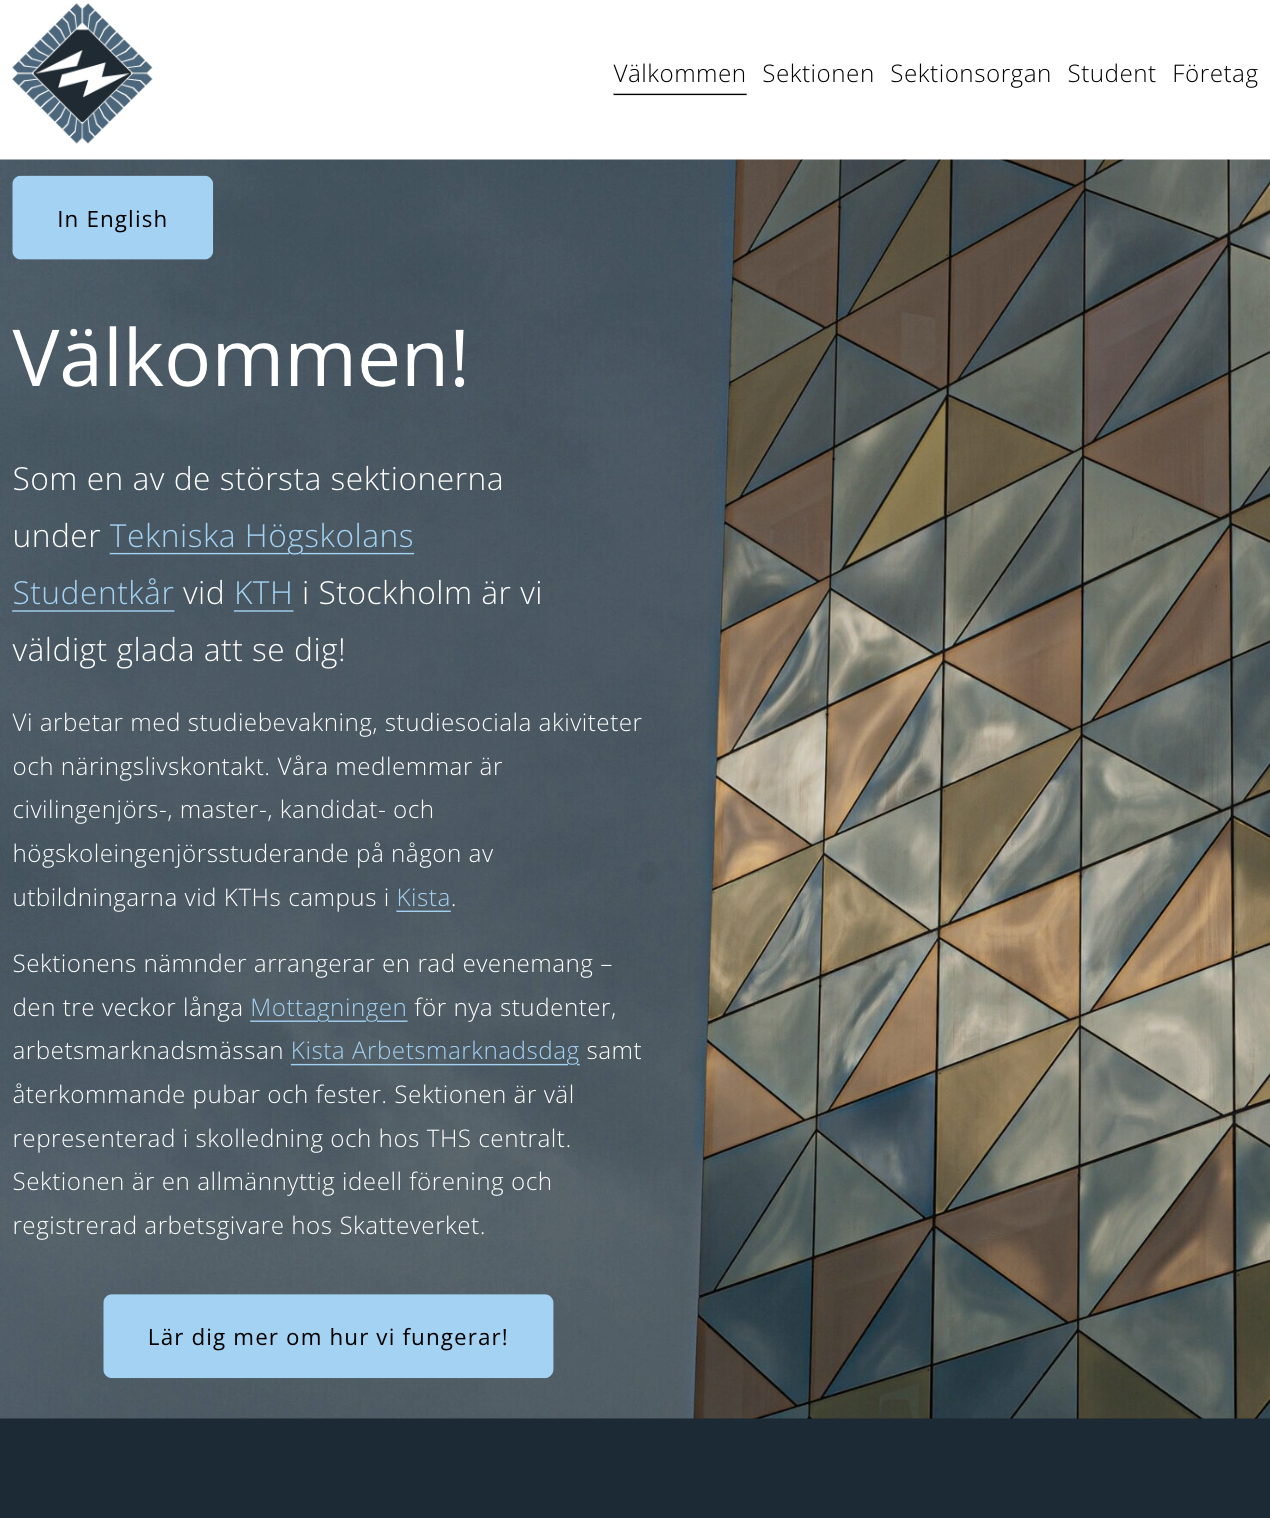 Välkommen Sektionen Sektionsorgan Student Företag
In English
Välkommen!
Som en av de största sektionerna
under Tekniska Högskolans
Studentkår vid KTH i Stockholm är vi
väldigt glada att se dig!
Vi arbetar med studiebevakning, studiesociala akiviteter
och näringslivskontakt. Våra medlemmar är
civilingenjörs-, master-, kandidat- och
högskoleingenjörsstuderande på någon av
utbildningarna vid KTHs campus i Kista.
Sektionens nämnder arrangerar en rad evenemang –
den tre veckor långa Mottagningen för nya studenter,
arbetsmarknadsmässan Kista Arbetsmarknadsdag samt
återkommande pubar och fester. Sektionen är väl
representerad i skolledning och hos THS centralt.
Sektionen är en allmännyttig ideell förening och
registrerad arbetsgivare hos Skatteverket.
Lär dig mer om hur vi fungerar!